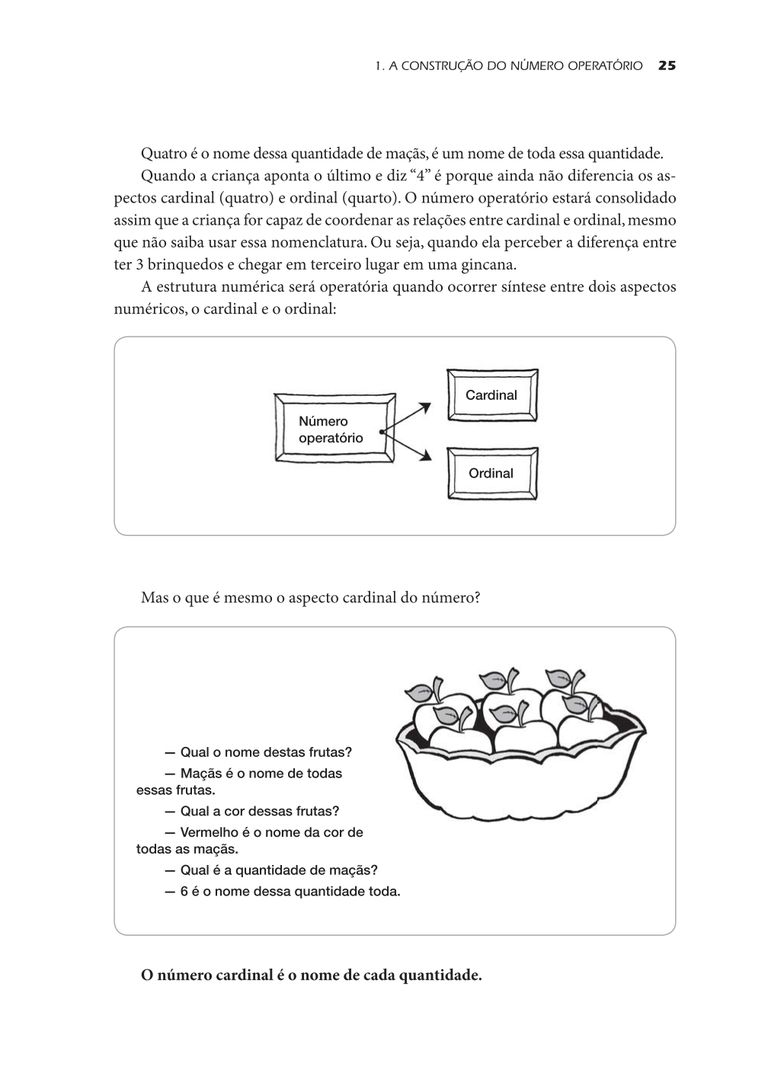 1. A CONSTRUÇÃO DO NÚMERO OPERATÓRIO 25
Quatro é o nome dessa quantidade de maçãs, é um nome de toda essa quantidade.
Quando a criança aponta o último e diz “4” é porque ainda não diferencia os as-
pectos cardinal (quatro) e ordinal (quarto). O número operatório estará consolidado
assim que a criança for capaz de coordenar as relações entre cardinal e ordinal, mesmo
que não saiba usar essa nomenclatura. Ou seja, quando ela perceber a diferença entre
ter 3 brinquedos e chegar em terceiro lugar em uma gincana.
A estrutura numérica será operatória quando ocorrer síntese entre dois aspectos
numéricos, o cardinal e o ordinal:
Número
operatório
Cardinal
Ordinal
Mas o que é mesmo o aspecto cardinal do número?
— Qual o nome destas frutas?
— Maçãs é o nome de todas
essas frutas.
— Qual a cor dessas frutas?
— Vermelho é o nome da cor de
todas as maçãs.
— Qual é a quantidade de maçãs?
— 6 é o nome dessa quantidade toda.
O número cardinal é o nome de cada quantidade.